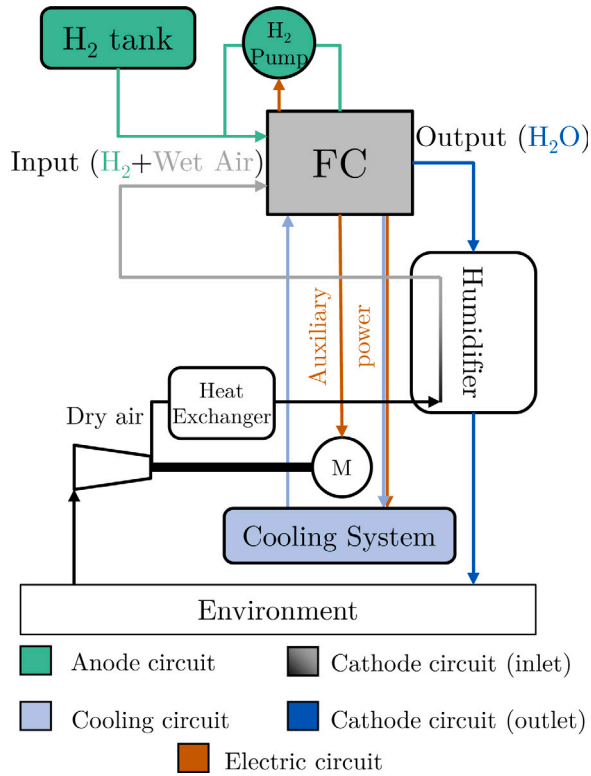 H₂ tank
H₂
Pump
Input (H₂+Wet Air)
FC
Output (H₂O)
Humidifier
Auxiliary
power
Heat
Exchanger
Dry air
M
Cooling System
Environment
Anode circuit
Cathode circuit (inlet)
Cooling circuit
Cathode circuit (outlet)
Electric circuit